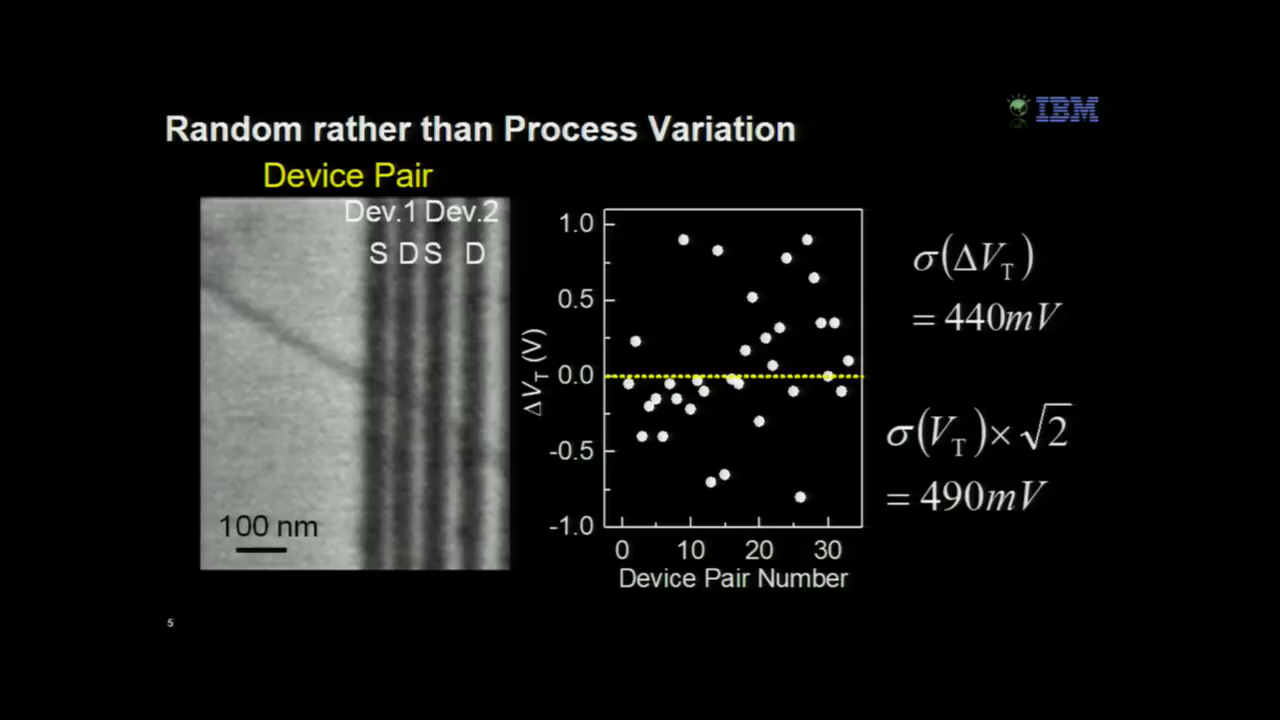 Random rather than Process Variation
IBM
Device Pair
Dev.1 Dev.2
S D S D
100 nm
1.0
0.5
0.0
-0.5
-1.0
ΔV_T (V)
0 10 20 30
Device Pair Number
σ(ΔV_T)
= 440mV
σ(V_T)×√2
= 490mV
5